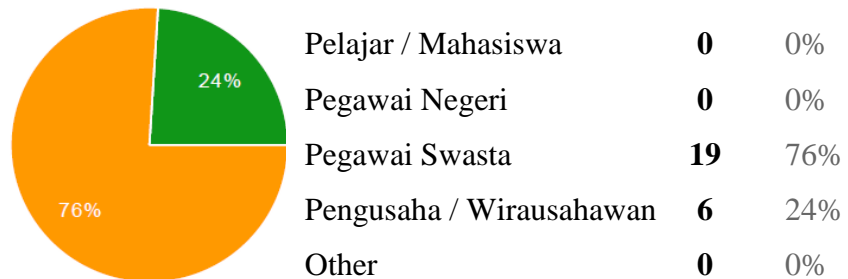 24%
76%
Pelajar / Mahasiswa 0 0%
Pegawai Negeri 0 0%
Pegawai Swasta 19 76%
Pengusaha / Wirausahawan 6 24%
Other 0 0%